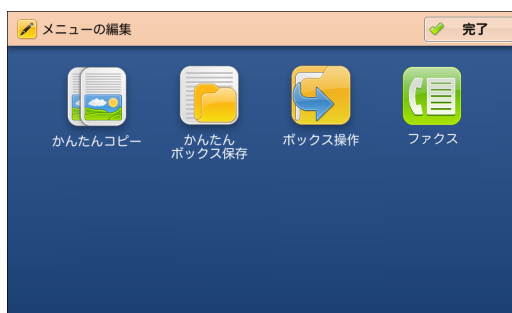 メニューの編集
完了
かんたんコピー
かんたん
ボックス保存
ボックス操作
ファクス